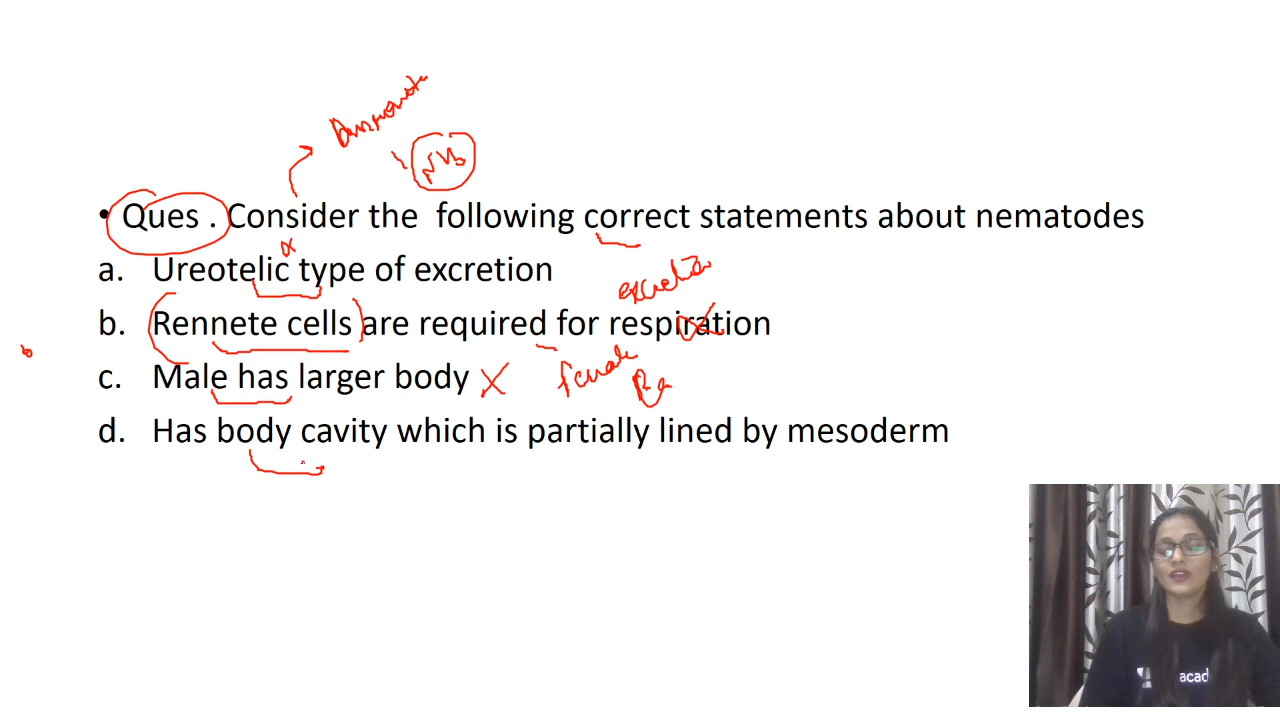 NH₃
• Ques . Consider the following correct statements about nematodes
a. Ureotelic type of excretion
excretion
b. Rennete cells are required for respiration
female
c. Male has larger body
d. Has body cavity which is partially lined by mesoderm
acad